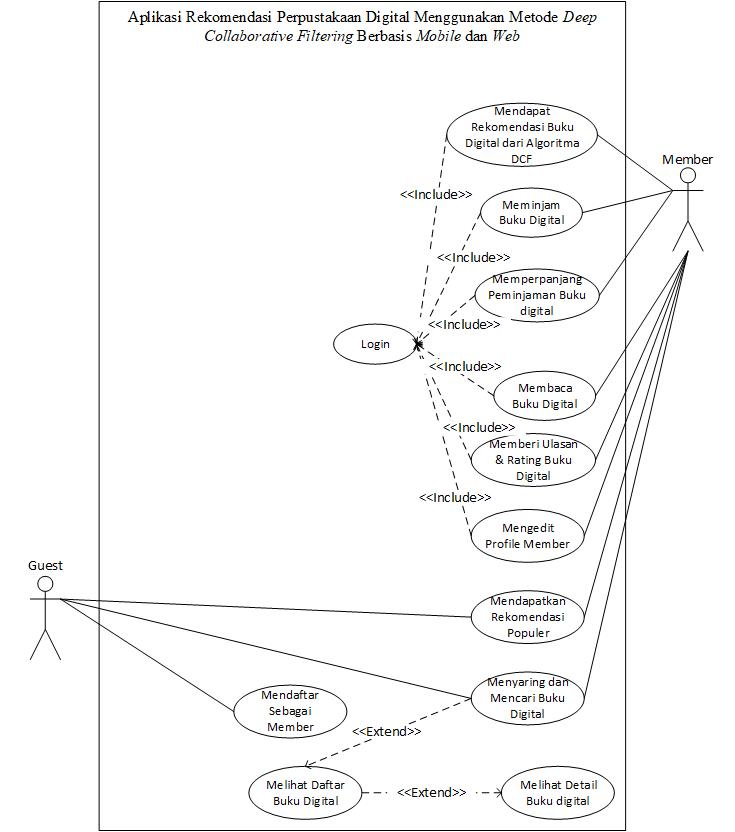 Aplikasi Rekomendasi Perpustakaan Digital Menggunakan Metode Deep
Collaborative Filtering Berbasis Mobile dan Web
Mendapat
Rekomendasi Buku
Digital dari Algoritma
DCF
Member
<<Include>>
Meminjam
Buku Digital
<<Include>>
Memperpanjang
Peminjaman Buku
digital
<<Include>>
Login
<<Include>>
Membaca
Buku Digital
<<Include>>
Memberi Ulasan
& Rating Buku
Digital
<<Include>>
Mengedit
Profile Member
Guest
Mendapatkan
Rekomendasi
Populer
Menyaring dan
Mencari Buku
Digital
Mendaftar
Sebagai
Member
<<Extend>>
Melihat Daftar
Buku Digital
<<Extend>>
Melihat Detail
Buku digital